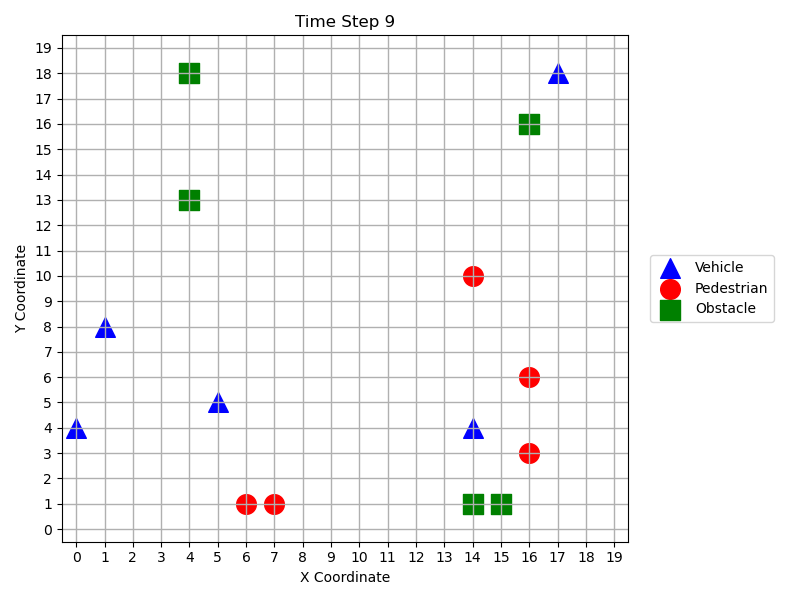 Time Step 9
19
18
17
16
15
14
13
12
11
10
9
8
7
6
5
4
3
2
1
0
Y Coordinate
0 1 2 3 4 5 6 7 8 9 10 11 12 13 14 15 16 17 18 19
X Coordinate
Vehicle
Pedestrian
Obstacle